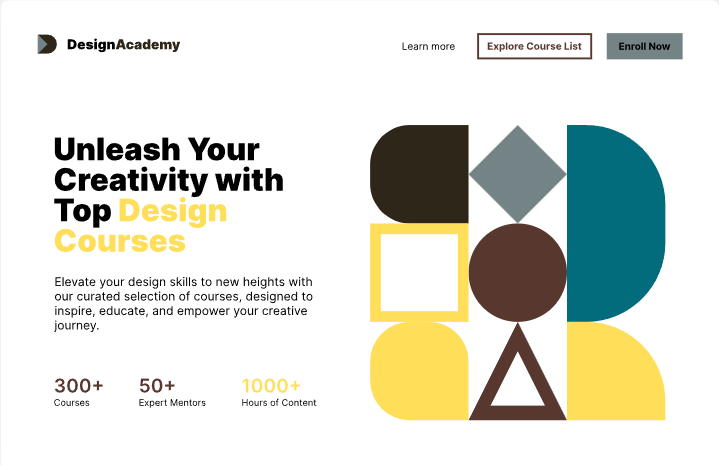 DesignAcademy
Learn more
Explore Course List
Enroll Now
Unleash Your
Creativity with
Top Design
Courses
Elevate your design skills to new heights with
our curated selection of courses, designed to
inspire, educate, and empower your creative
journey.
300+
Courses
50+
Expert Mentors
1000+
Hours of Content